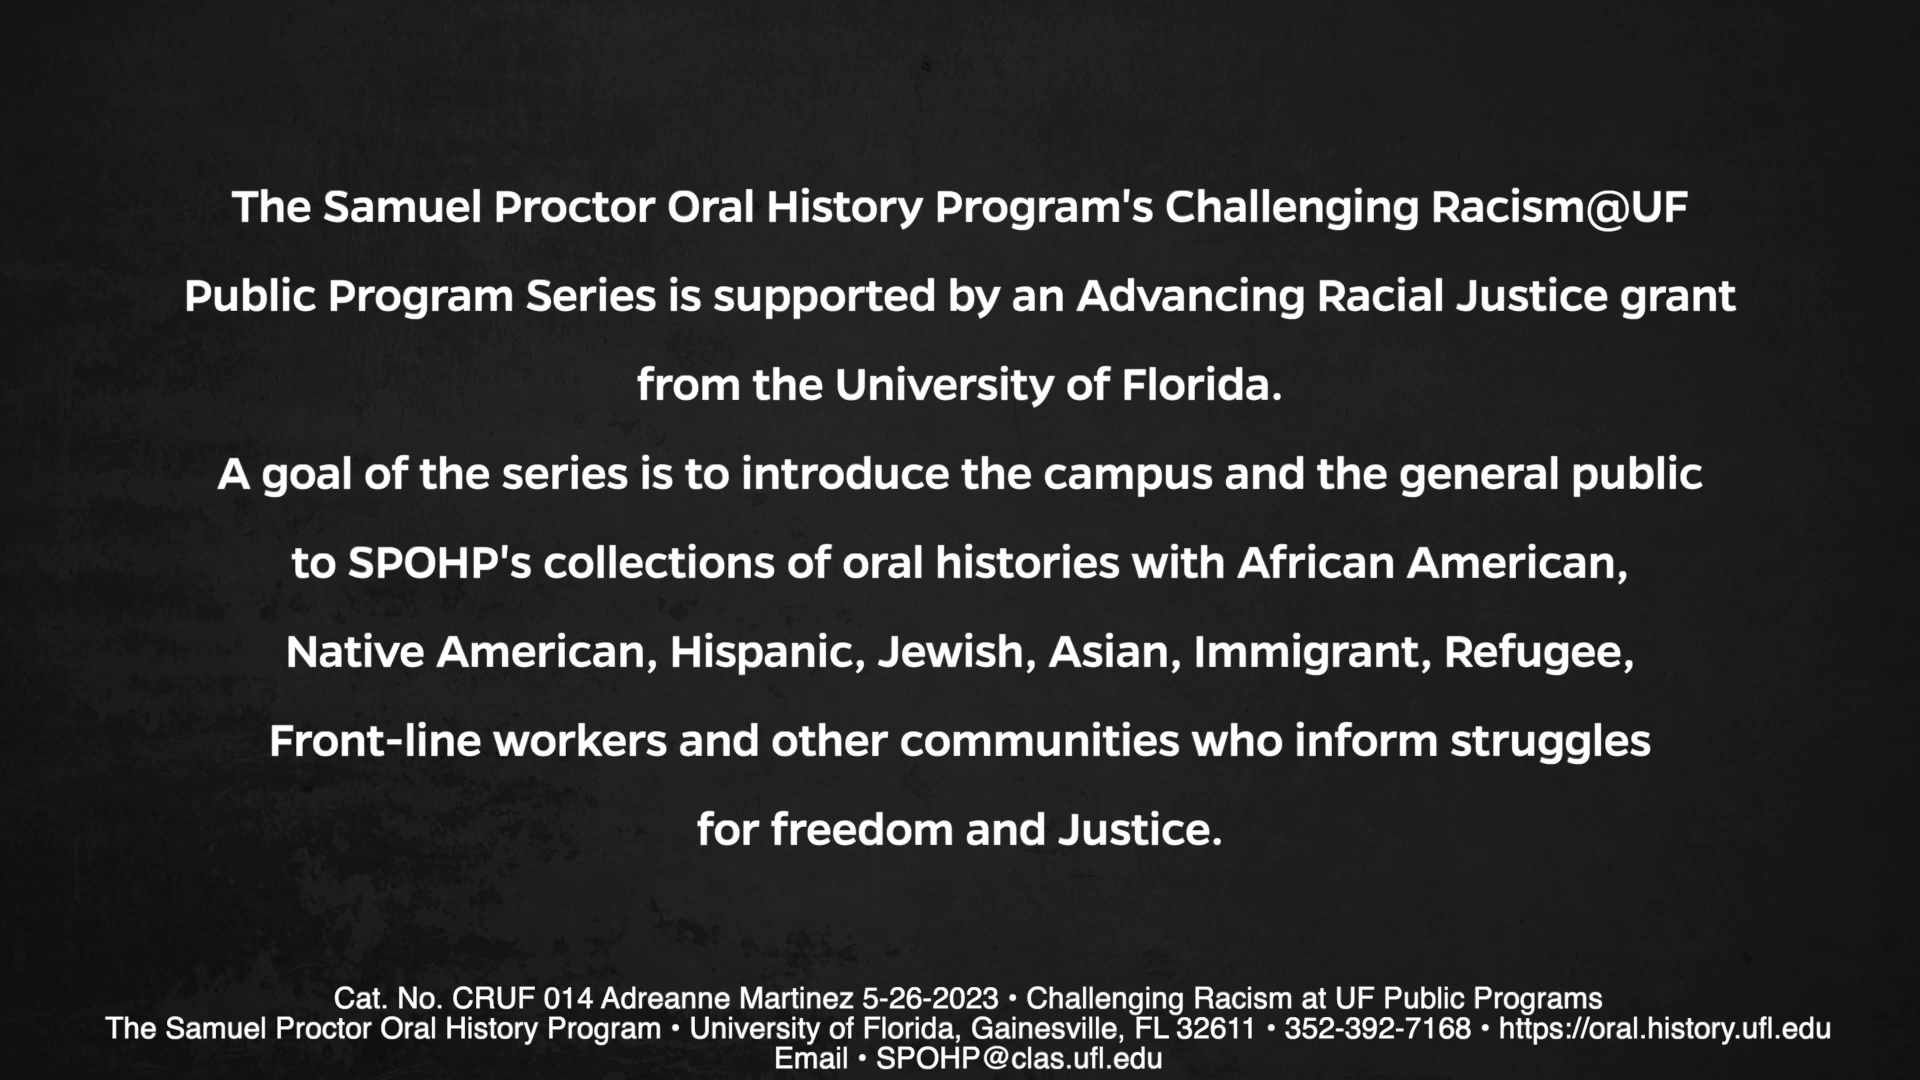 The Samuel Proctor Oral History Program's Challenging Racism@UF
Public Program Series is supported by an Advancing Racial Justice grant
from the University of Florida.
A goal of the series is to introduce the campus and the general public
to SPOHP's collections of oral histories with African American,
Native American, Hispanic, Jewish, Asian, Immigrant, Refugee,
Front-line workers and other communities who inform struggles
for freedom and Justice.
Cat. No. CRUF 014 Adreanne Martinez 5-26-2023 • Challenging Racism at UF Public Programs
The Samuel Proctor Oral History Program • University of Florida, Gainesville, FL 32611 • 352-392-7168 • https://oral.history.ufl.edu
Email • SPOHP@clas.ufl.edu